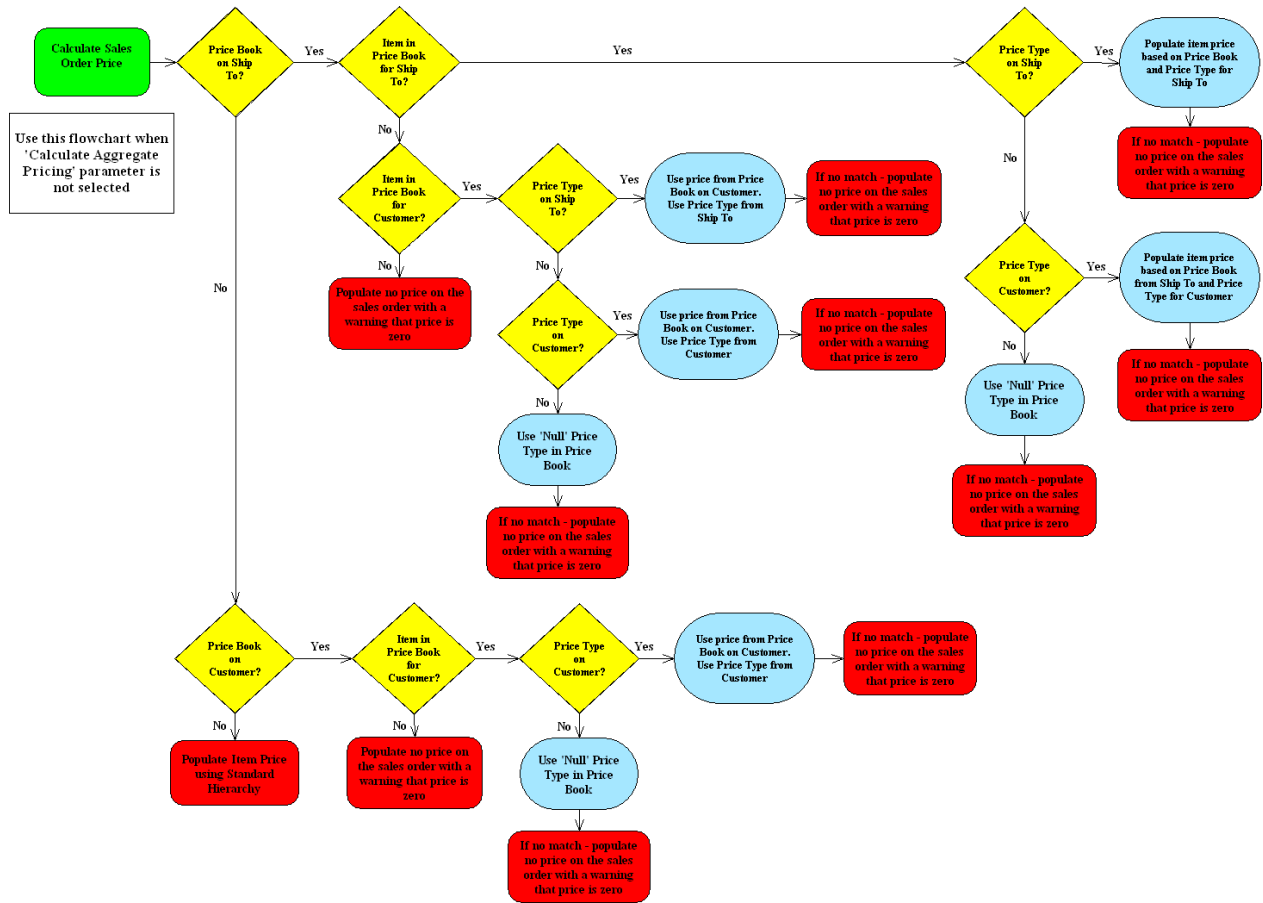 Calculate Sales
Order Price
Price Book
on Ship
To?
Yes
Item in
Price Book
for Ship
To?
Yes
Price Type
on Ship
To?
Yes
Populate item price
based on Price Book
and Price Type for
Ship To
Use this flowchart when
'Calculate Aggregate
Pricing' parameter is
not selected
No
No
If no match - populate
no price on the sales
order with a warning
that price is zero
Item in
Price Book
for
Customer?
Yes
Price Type
on Ship
To?
Yes
Use price from Price
Book on Customer.
Use Price Type from
Ship To
If no match - populate
no price on the sales
order with a warning
that price is zero
No
No
No
Populate no price on the
sales order with a
warning that price is
zero
Price Type
on
Customer?
Yes
Use price from Price
Book on Customer.
Use Price Type from
Customer
If no match - populate
no price on the sales
order with a warning
that price is zero
Price Type
on
Customer?
Yes
Populate item price
based on Price Book
from Ship To and Price
Type for Customer
No
No
If no match - populate
no price on the sales
order with a warning
that price is zero
Use 'Null' Price
Type in Price
Book
Use 'Null' Price
Type in Price
Book
If no match - populate
no price on the sales
order with a warning
that price is zero
If no match - populate
no price on the sales
order with a warning
that price is zero
Price Book
on
Customer?
Yes
Item in
Price Book
for
Customer?
Yes
Price Type
on
Customer?
Yes
Use price from Price
Book on Customer.
Use Price Type from
Customer
If no match - populate
no price on the sales
order with a warning
that price is zero
No
No
No
Populate Item Price
using Standard
Hierarchy
Populate no price on
the sales order with a
warning that price is
zero
Use 'Null' Price
Type in Price
Book
If no match - populate
no price on the sales
order with a warning
that price is zero